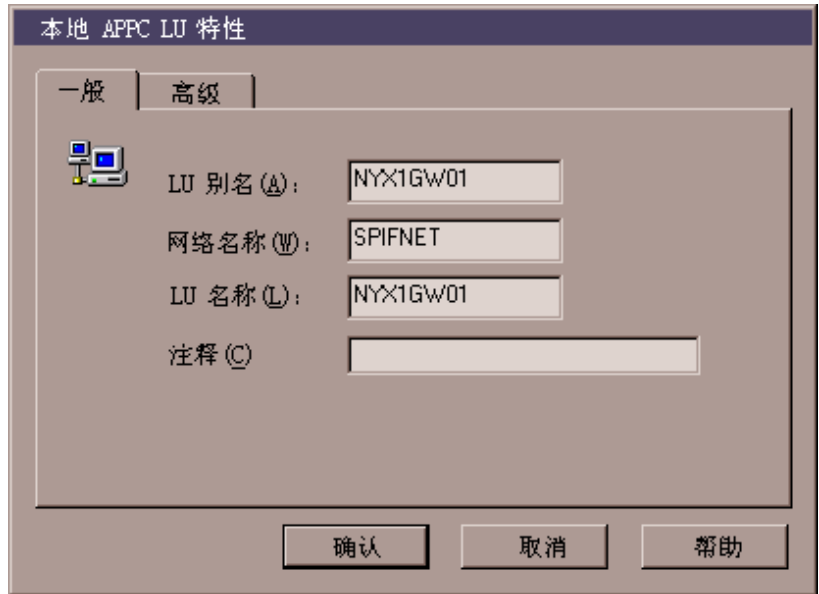 本地 APPC LU 特性
一般 高级
LU 别名(A): NYX1GW01
网络名称(W): SPIFNET
LU 名称(L): NYX1GW01
注释(C)
确认 取消 帮助